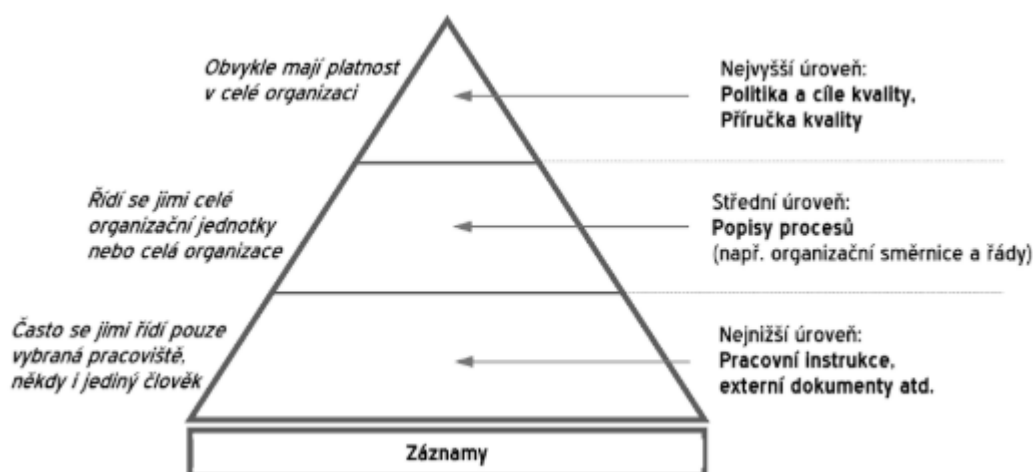 Obvykle mají platnost
v celé organizaci
Nejvyšší úroveň:
Politika a cíle kvality,
Příručka kvality
Řídí se jimi celé
organizační jednotky
nebo celá organizace
Střední úroveň:
Popisy procesů
(např. organizační směrnice a řády)
Často se jimi řídí pouze
vybraná pracoviště,
někdy i jediný člověk
Nejnižší úroveň:
Pracovní instrukce,
externí dokumenty atd.
Záznamy